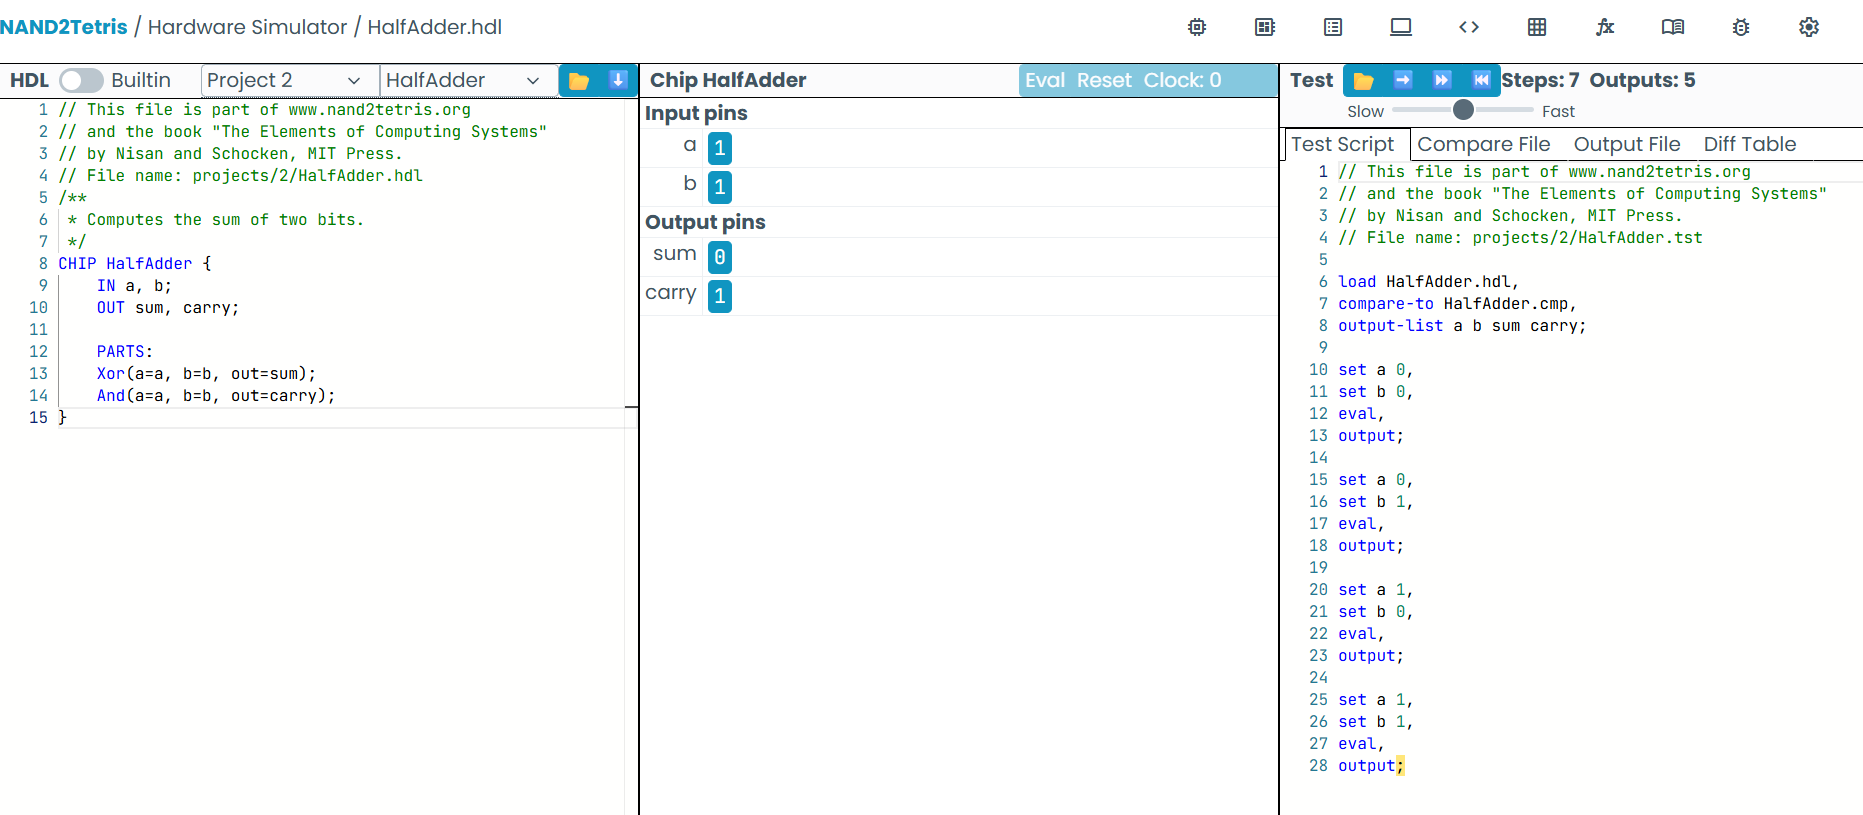 NAND2Tetris / Hardware Simulator / HalfAdder.hdl
HDL Builtin Project 2 HalfAdder
1 // This file is part of www.nand2tetris.org
2 // and the book "The Elements of Computing Systems"
3 // by Nisan and Schocken, MIT Press.
4 // File name: projects/2/HalfAdder.hdl
5 /**
6  * Computes the sum of two bits.
7  */
8 CHIP HalfAdder {
9     IN a, b;
10     OUT sum, carry;
11
12     PARTS:
13     Xor(a=a, b=b, out=sum);
14     And(a=a, b=b, out=carry);
15 }
Chip HalfAdder Eval Reset Clock: 0
Input pins
a 1
b 1
Output pins
sum 0
carry 1
Test Steps: 7 Outputs: 5
Slow Fast
Test Script Compare File Output File Diff Table
1 // This file is part of www.nand2tetris.org
2 // and the book "The Elements of Computing Systems"
3 // by Nisan and Schocken, MIT Press.
4 // File name: projects/2/HalfAdder.tst
5
6 load HalfAdder.hdl,
7 compare-to HalfAdder.cmp,
8 output-list a b sum carry;
9
10 set a 0,
11 set b 0,
12 eval,
13 output;
14
15 set a 0,
16 set b 1,
17 eval,
18 output;
19
20 set a 1,
21 set b 0,
22 eval,
23 output;
24
25 set a 1,
26 set b 1,
27 eval,
28 output;